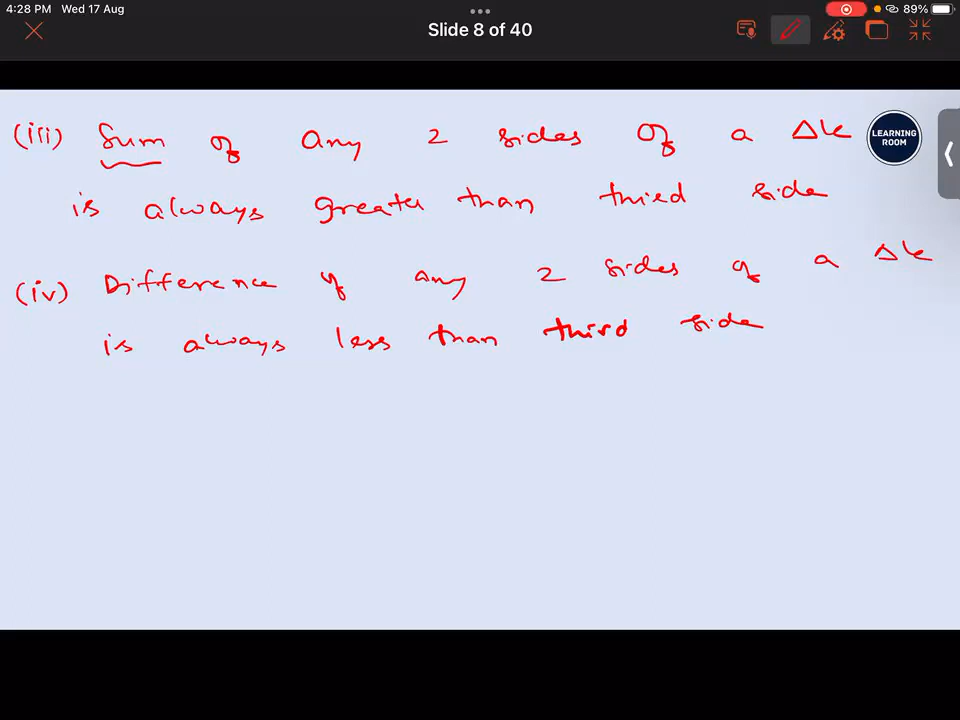 4:28 PM Wed 17 Aug
89%
Slide 8 of 40
(iii) Sum of any 2 sides of a Δle
LEARNING ROOM
is always greater than third side
(iv) Difference of any 2 sides of a Δle
is always less than third side